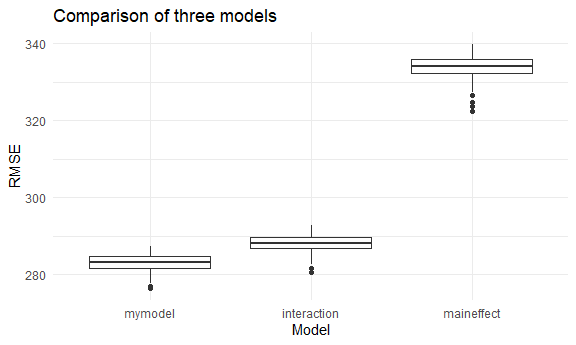 Comparison of three models
340
320
300
280
RMSE
mymodel interaction maineffect
Model